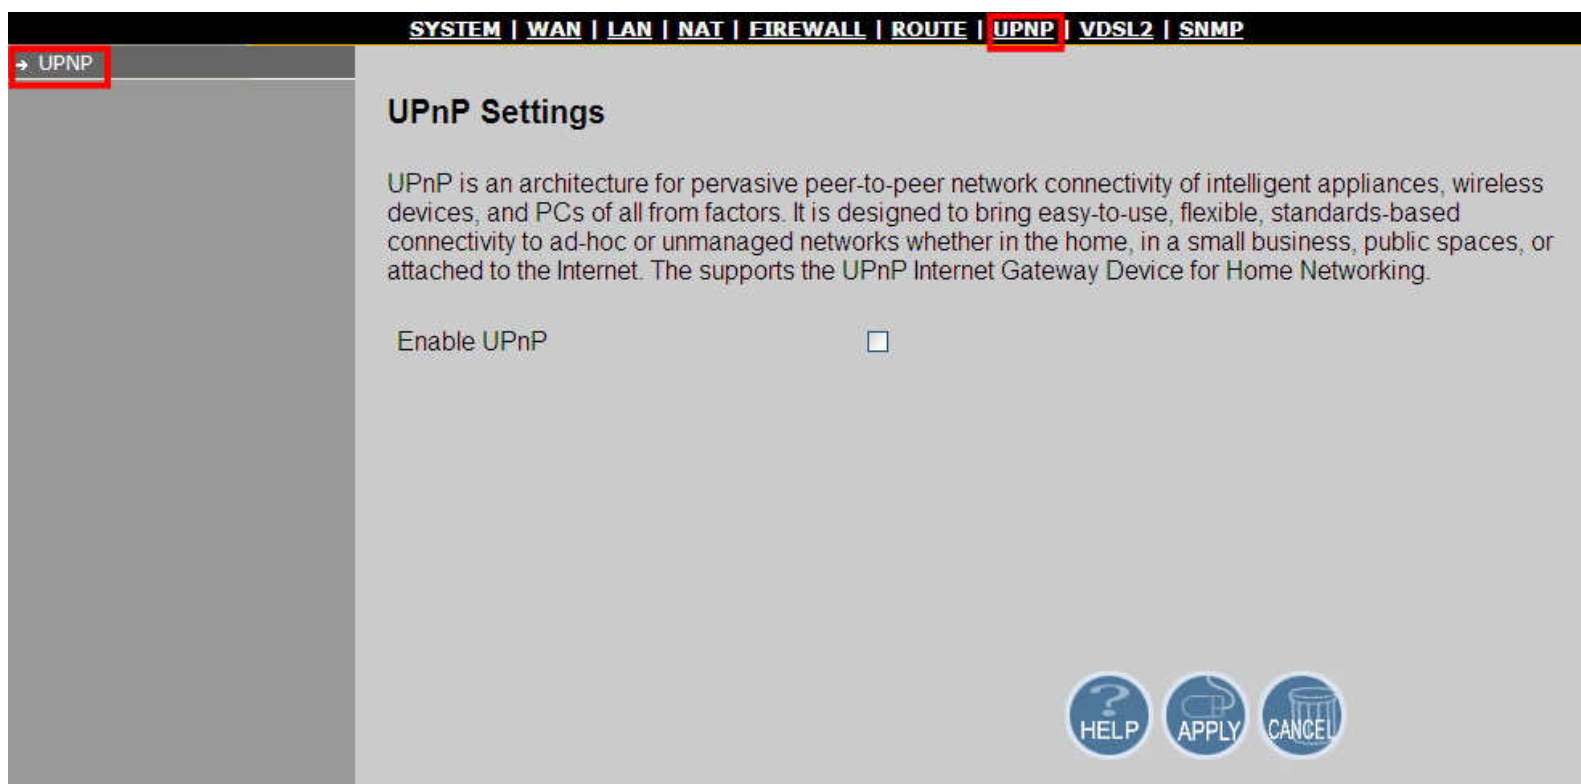 SYSTEM | WAN | LAN | NAT | FIREWALL | ROUTE | UPNP | VDSL2 | SNMP
→ UPNP
UPnP Settings
UPnP is an architecture for pervasive peer-to-peer network connectivity of intelligent appliances, wireless
devices, and PCs of all from factors. It is designed to bring easy-to-use, flexible, standards-based
connectivity to ad-hoc or unmanaged networks whether in the home, in a small business, public spaces, or
attached to the Internet. The supports the UPnP Internet Gateway Device for Home Networking.
Enable UPnP
HELP APPLY CANCEL